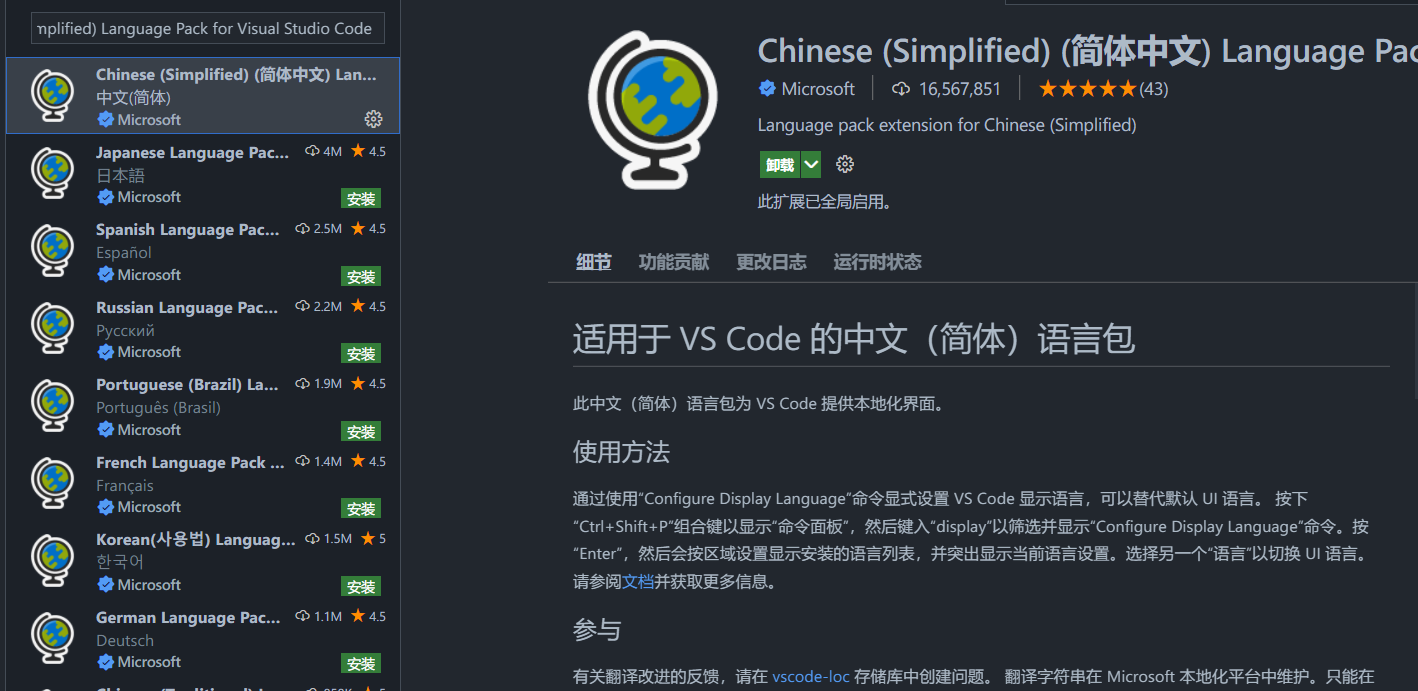 mplified) Language Pack for Visual Studio Code
Chinese (Simplified) (简体中文) Lan...
中文(简体)
Microsoft
Japanese Language Pac... 4M 4.5
日本語
Microsoft 安装
Spanish Language Pac... 2.5M 4.5
Español
Microsoft 安装
Russian Language Pac... 2.2M 4.5
Русский
Microsoft 安装
Portuguese (Brazil) La... 1.9M 4.5
Português (Brasil)
Microsoft 安装
French Language Pack ... 1.4M 4.5
Français
Microsoft 安装
Korean(사용법) Languag... 1.5M 5
한국어
Microsoft 安装
German Language Pac... 1.1M 4.5
Deutsch
Microsoft 安装
Chinese (Simplified) (简体中文) Language Pac
Microsoft 16,567,851 (43)
Language pack extension for Chinese (Simplified)
卸载
此扩展已全局启用。
细节 功能贡献 更改日志 运行时状态
适用于 VS Code 的中文（简体）语言包
此中文（简体）语言包为 VS Code 提供本地化界面。
使用方法
通过使用“Configure Display Language”命令显式设置 VS Code 显示语言，可以替代默认 UI 语言。 按下
“Ctrl+Shift+P”组合键以显示“命令面板”，然后键入“display”以筛选并显示“Configure Display Language”命令。按
“Enter”，然后会按区域设置显示安装的语言列表，并突出显示当前语言设置。选择另一个“语言”以切换 UI 语言。
请参阅文档并获取更多信息。
参与
有关翻译改进的反馈，请在 vscode-loc 存储库中创建问题。 翻译字符串在 Microsoft 本地化平台中维护。只能在